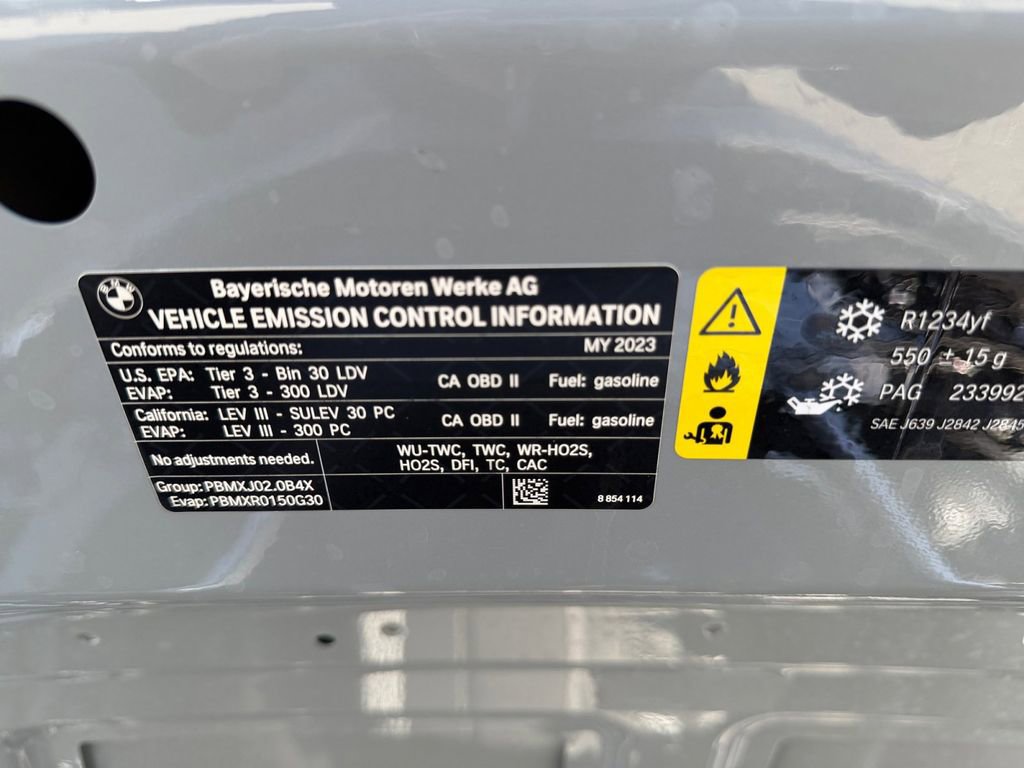 BMW
Bayerische Motoren Werke AG
VEHICLE EMISSION CONTROL INFORMATION
Conforms to regulations: MY 2023
U.S. EPA: Tier 3 - Bin 30 LDV CA OBD II Fuel: gasoline
EVAP: Tier 3 - 300 LDV
California: LEV III - SULEV 30 PC CA OBD II Fuel: gasoline
EVAP: LEV III - 300 PC
No adjustments needed. WU-TWC, TWC, WR-HO2S,
HO2S, DFI, TC, CAC
Group: PBMXJ02.0B4X
Evap: PBMXR0150G30 8 854 114
R1234yf
550 ± 15 g
PAG 233992
SAE J639 J2842 J2845